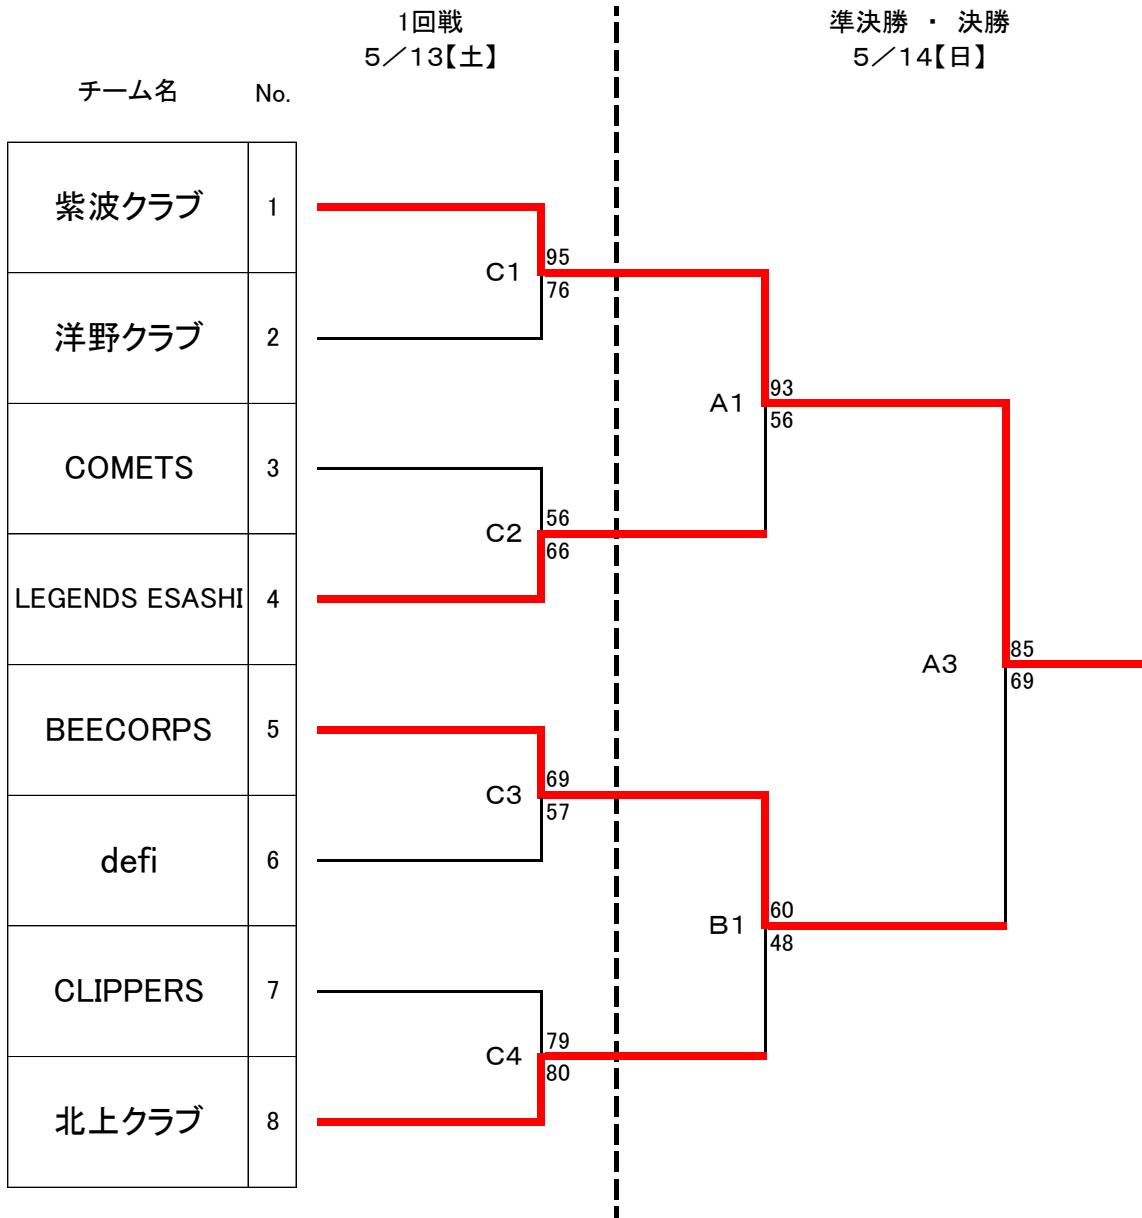 1回戦
5／13【土】
準決勝 ・ 決勝
5／14【日】
チーム名 No.
紫波クラブ 1
C1 95
76
洋野クラブ 2
A1 93
56
COMETS 3
C2 56
66
LEGENDS ESASHI 4
A3 85
69
BEECORPS 5
C3 69
57
defi 6
B1 60
48
CLIPPERS 7
C4 79
80
北上クラブ 8